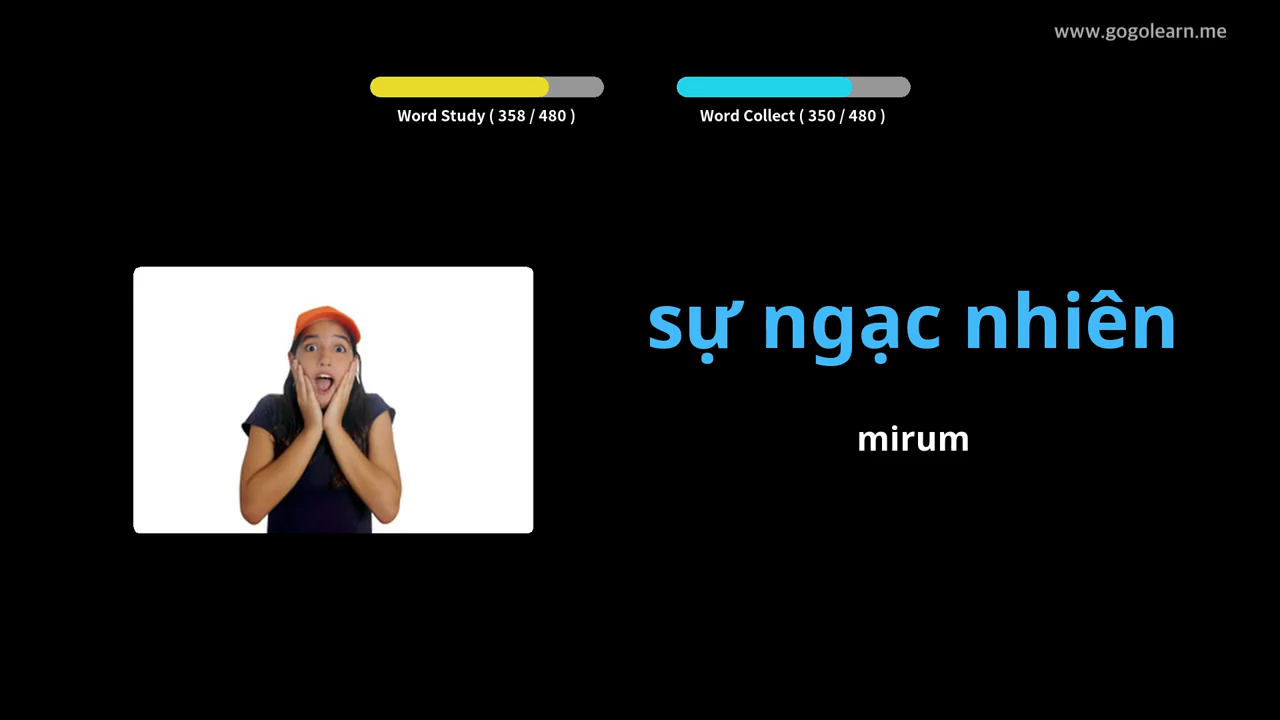 www.gogolearn.me
Word Study ( 358 / 480 )
Word Collect ( 350 / 480 )
sự ngạc nhiên
mirum